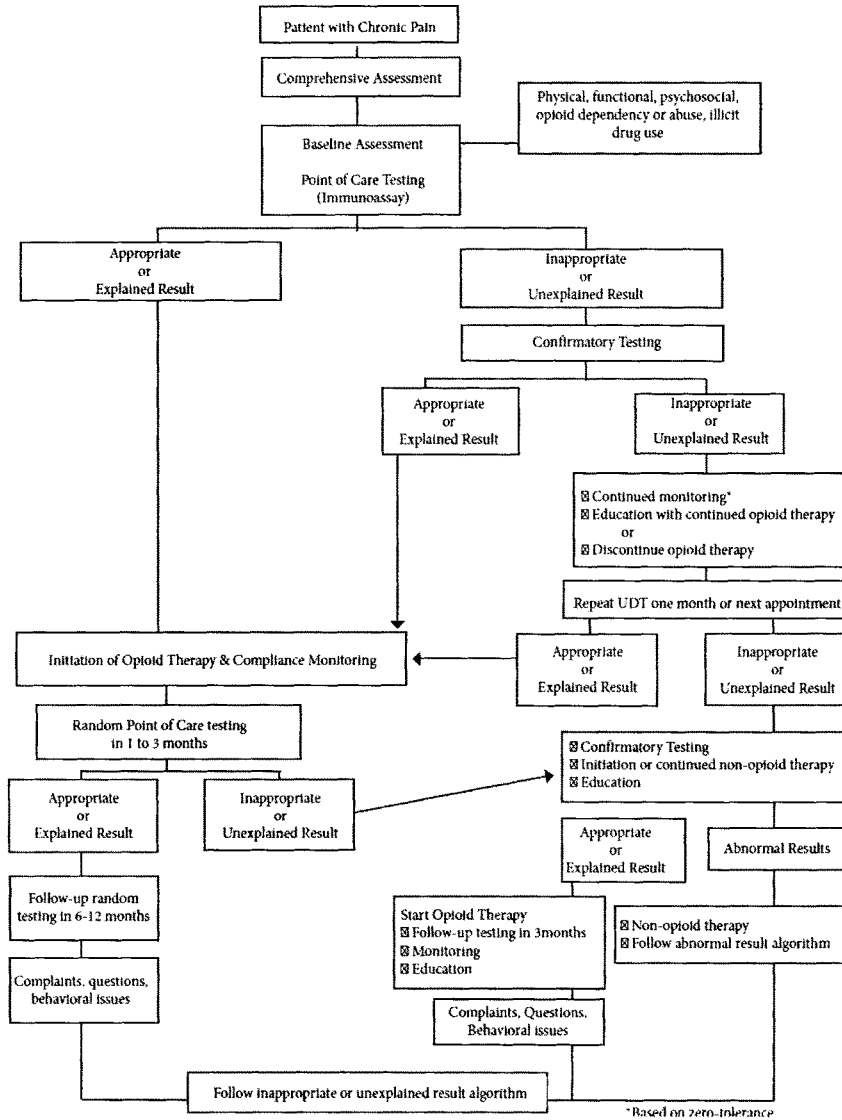 Patient with Chronic Pain
Comprehensive Assessment
Physical, functional, psychosocial,
opioid dependency or abuse, illicit
drug use
Baseline Assessment
Point of Care Testing
(Immunoassay)
Appropriate
or
Explained Result
Inappropriate
or
Unexplained Result
Confirmatory Testing
Appropriate
or
Explained Result
Inappropriate
or
Unexplained Result
Continued monitoring*
Education with continued opioid therapy
or
Discontinue opioid therapy
Repeat UDT one month or next appointment
Initiation of Opioid Therapy & Compliance Monitoring
Appropriate
or
Explained Result
Inappropriate
or
Unexplained Result
Random Point of Care testing
in 1 to 3 months
Confirmatory Testing
Initiation or continued non-opioid therapy
Education
Appropriate
or
Explained Result
Inappropriate
or
Unexplained Result
Appropriate
or
Explained Result
Abnormal Results
Follow-up random
testing in 6-12 months
Start Opioid Therapy
Follow-up testing in 3months
Monitoring
Education
Non-opioid therapy
Follow abnormal result algorithm
Complaints, questions,
behavioral issues
Complaints, Questions,
Behavioral issues
Follow inappropriate or unexplained result algorithm
*Based on zero-tolerance